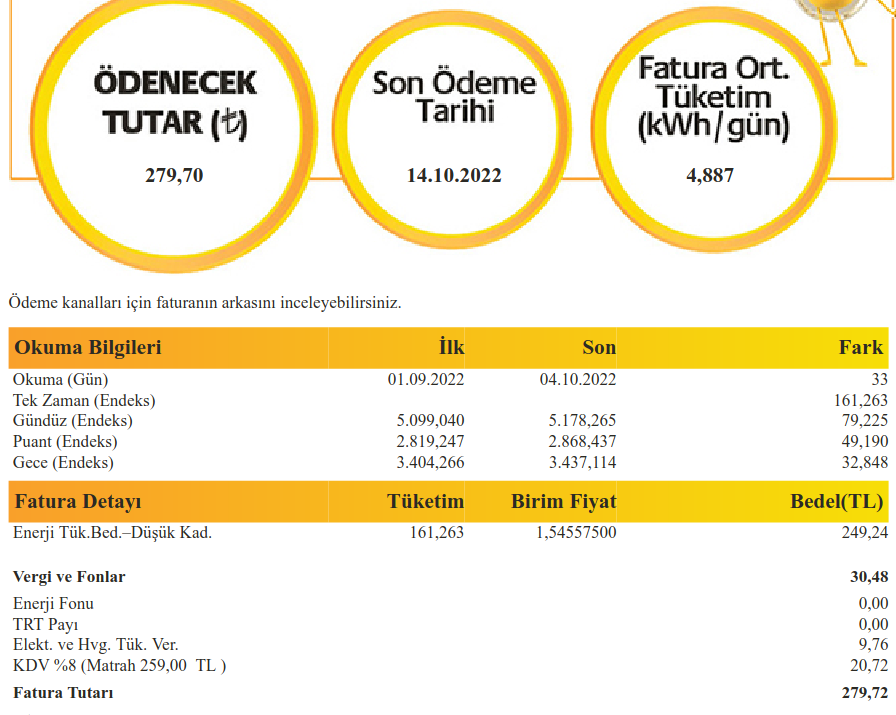 ÖDENECEK
TUTAR (₺)
279,70
Son Ödeme
Tarihi
14.10.2022
Fatura Ort.
Tüketim
(kWh/gün)
4,887
Ödeme kanalları için faturanın arkasını inceleyebilirsiniz.
Okuma Bilgileri İlk Son Fark
Okuma (Gün) 01.09.2022 04.10.2022 33
Tek Zaman (Endeks) 161,263
Gündüz (Endeks) 5.099,040 5.178,265 79,225
Puant (Endeks) 2.819,247 2.868,437 49,190
Gece (Endeks) 3.404,266 3.437,114 32,848
Fatura Detayı Tüketim Birim Fiyat Bedel(TL)
Enerji Tük.Bed.–Düşük Kad. 161,263 1,54557500 249,24
Vergi ve Fonlar 30,48
Enerji Fonu 0,00
TRT Payı 0,00
Elekt. ve Hvg. Tük. Ver. 9,76
KDV %8 (Matrah 259,00 TL ) 20,72
Fatura Tutarı 279,72